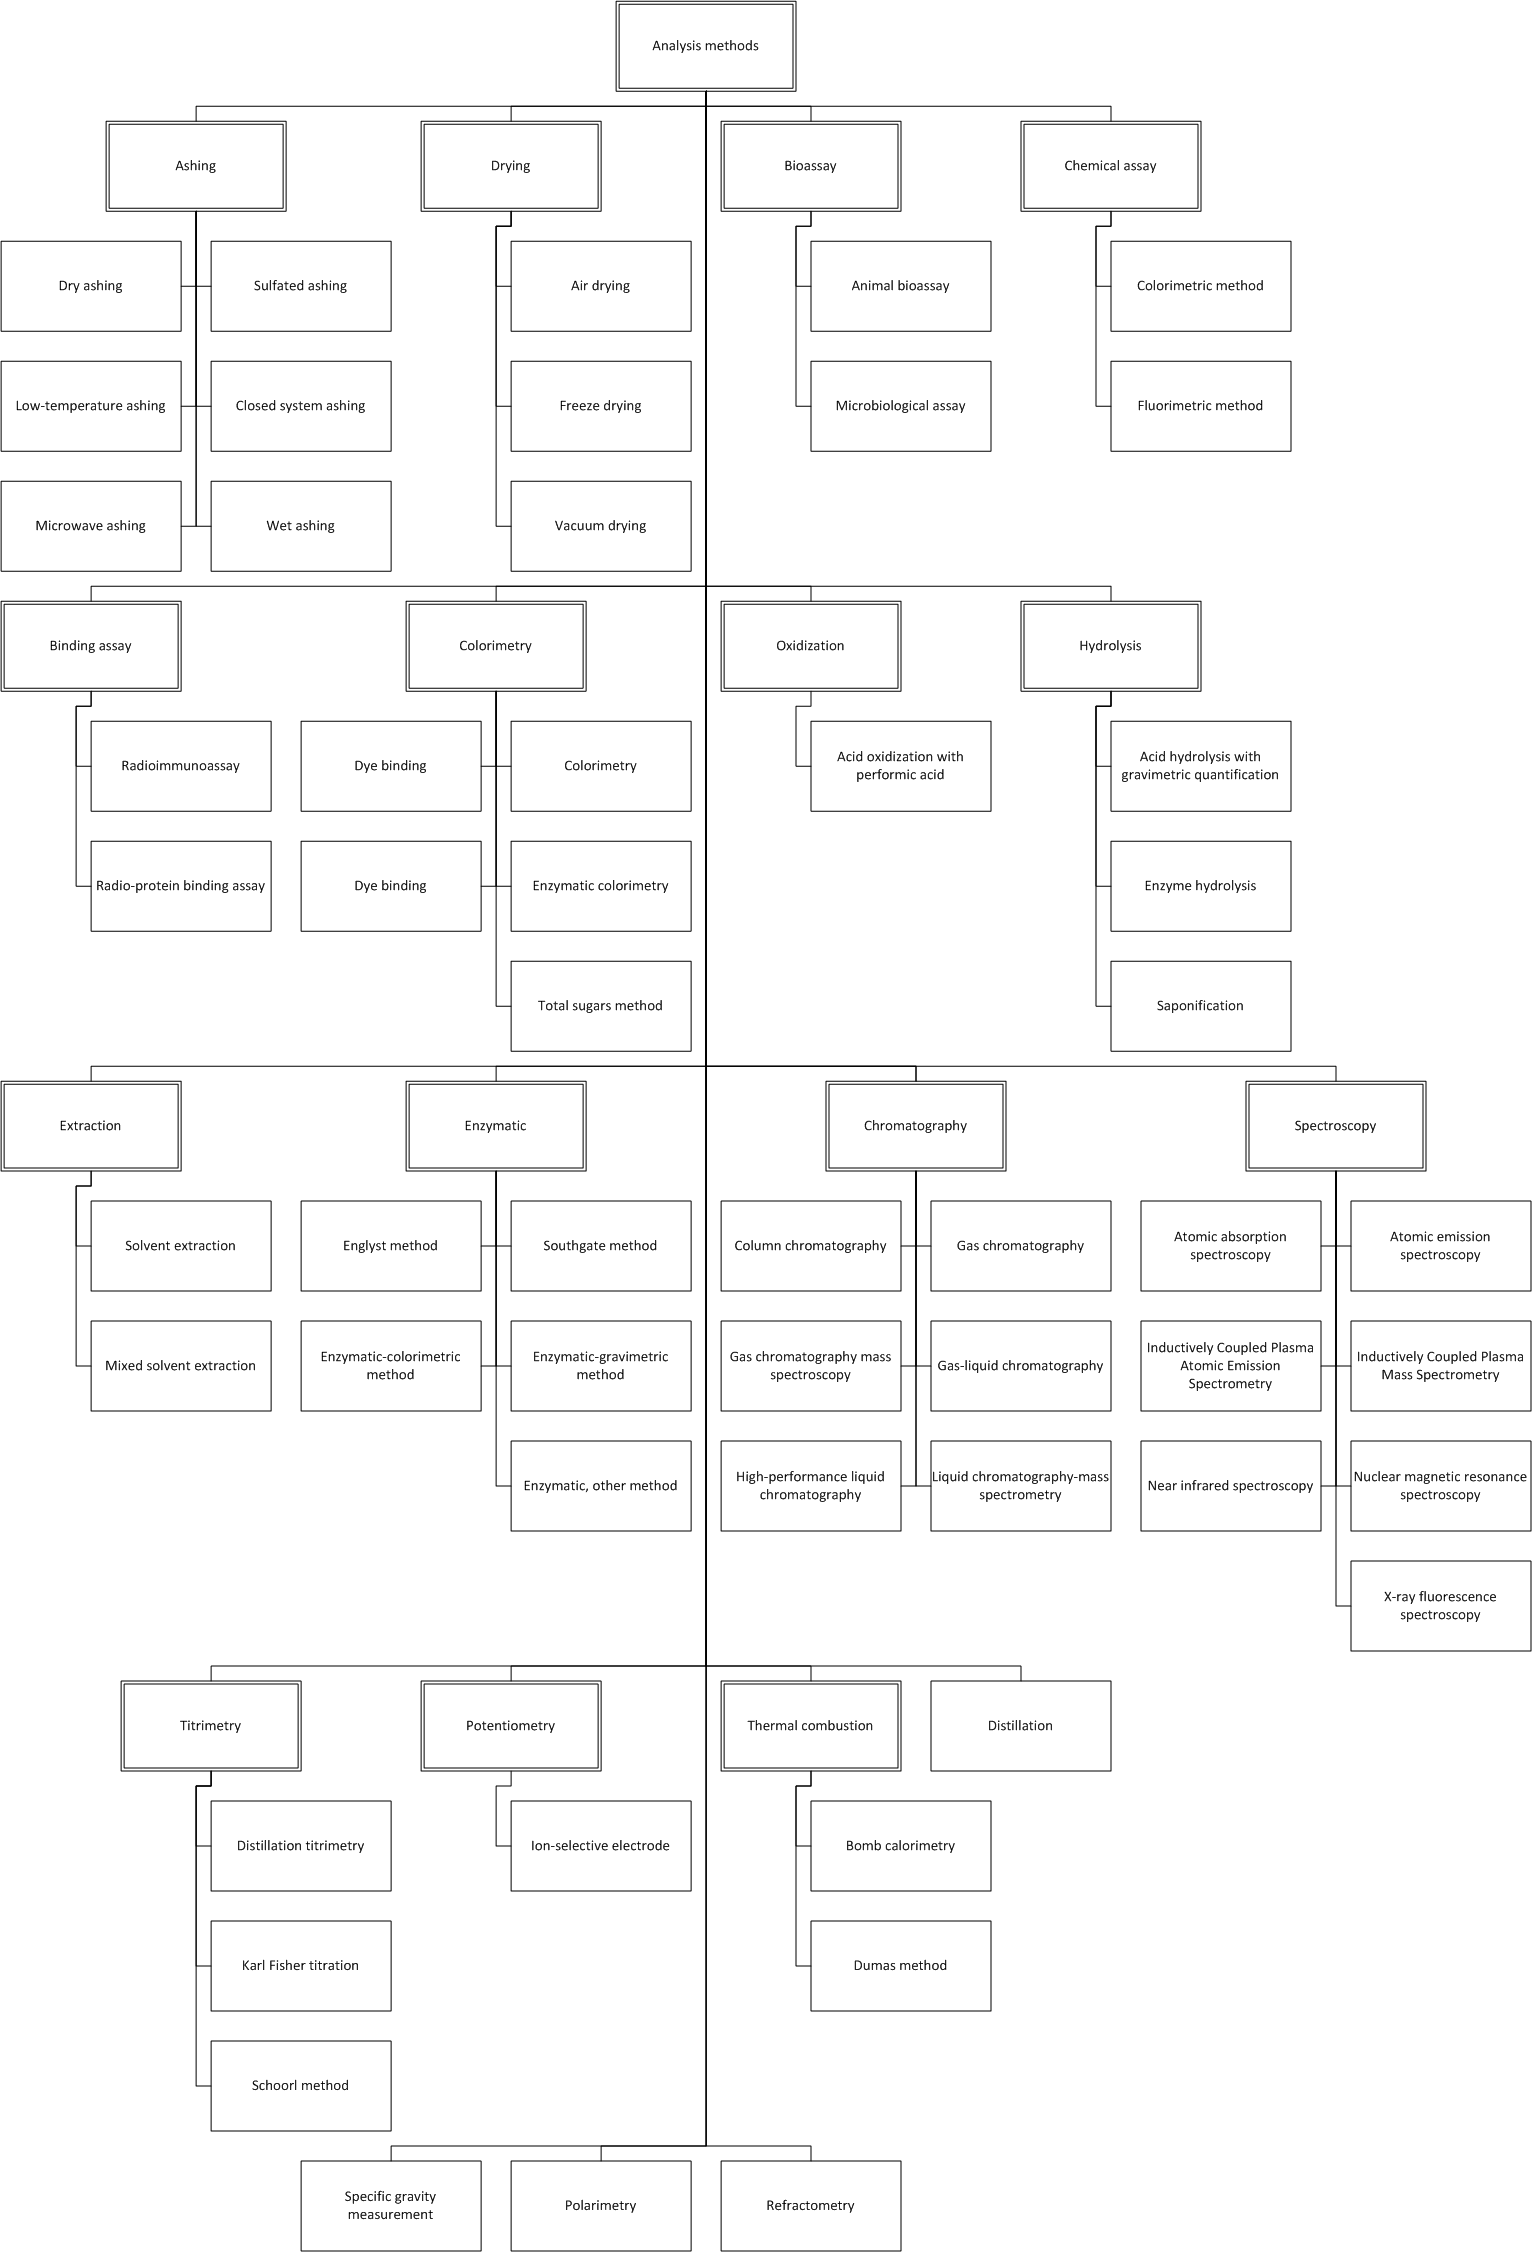 Analysis methods
Ashing
Drying
Bioassay
Chemical assay
Dry ashing
Sulfated ashing
Air drying
Animal bioassay
Colorimetric method
Low-temperature ashing
Closed system ashing
Freeze drying
Microbiological assay
Fluorimetric method
Microwave ashing
Wet ashing
Vacuum drying
Binding assay
Colorimetry
Oxidization
Hydrolysis
Radioimmunoassay
Dye binding
Colorimetry
Acid oxidization with
performic acid
Acid hydrolysis with
gravimetric quantification
Radio-protein binding assay
Dye binding
Enzymatic colorimetry
Enzyme hydrolysis
Total sugars method
Saponification
Extraction
Enzymatic
Chromatography
Spectroscopy
Solvent extraction
Englyst method
Southgate method
Column chromatography
Gas chromatography
Atomic absorption
spectroscopy
Atomic emission
spectroscopy
Mixed solvent extraction
Enzymatic-colorimetric
method
Enzymatic-gravimetric
method
Gas chromatography mass
spectroscopy
Gas-liquid chromatography
Inductively Coupled Plasma
Atomic Emission
Spectrometry
Inductively Coupled Plasma
Mass Spectrometry
Enzymatic, other method
High-performance liquid
chromatography
Liquid chromatography-mass
spectrometry
Near infrared spectroscopy
Nuclear magnetic resonance
spectroscopy
X-ray fluorescence
spectroscopy
Titrimetry
Potentiometry
Thermal combustion
Distillation
Distillation titrimetry
Ion-selective electrode
Bomb calorimetry
Karl Fisher titration
Dumas method
Schoorl method
Specific gravity
measurement
Polarimetry
Refractometry